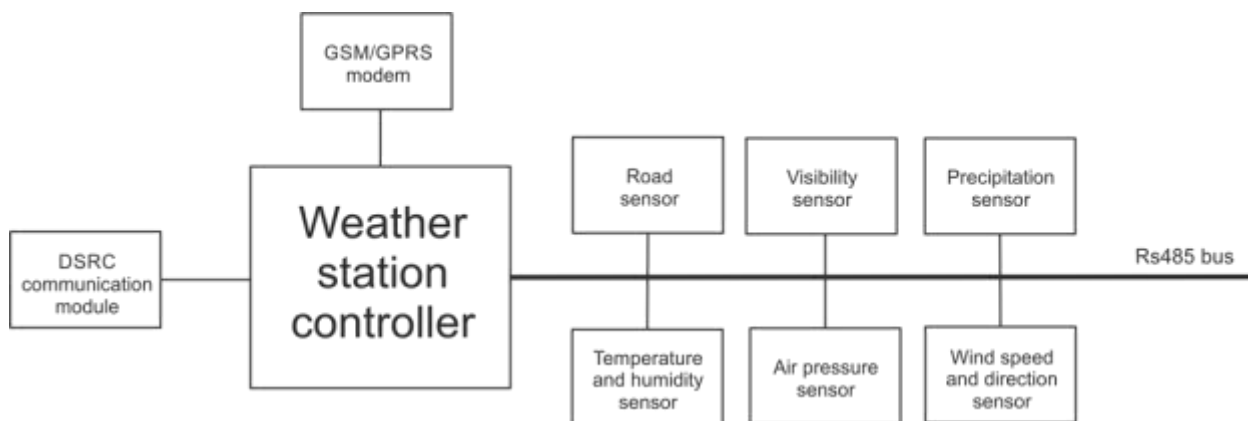 GSM/GPRS
modem
Weather
station
controller
DSRC
communication
module
Road
sensor
Visibility
sensor
Precipitation
sensor
Rs485 bus
Temperature
and humidity
sensor
Air pressure
sensor
Wind speed
and direction
sensor